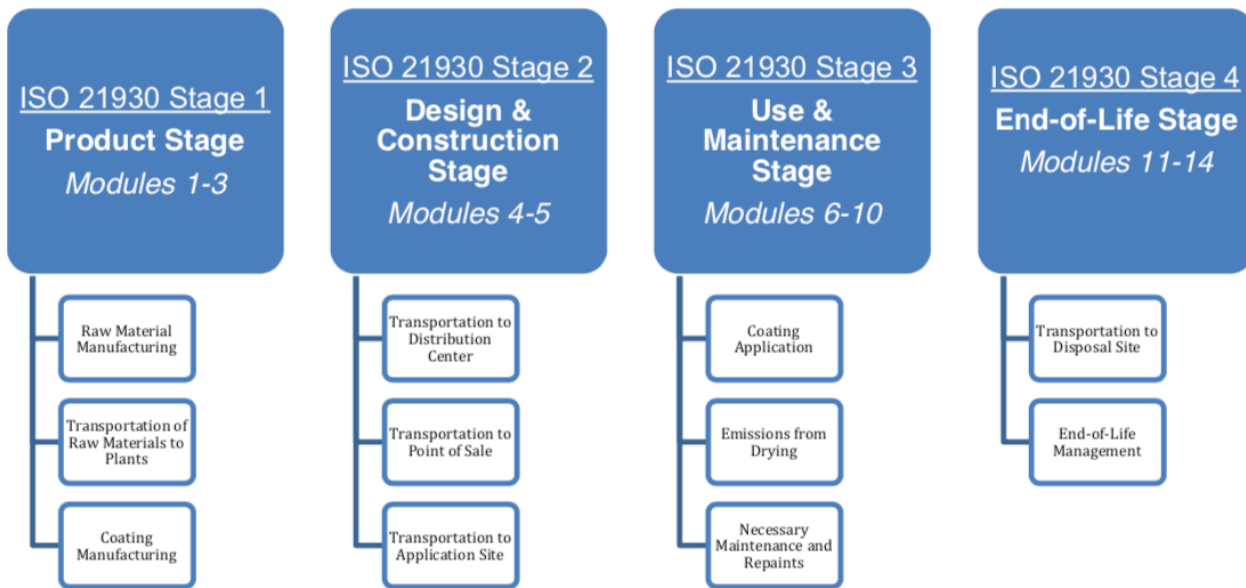 ISO 21930 Stage 1
Product Stage
Modules 1-3
Raw Material
Manufacturing
Transportation of
Raw Materials to
Plants
Coating
Manufacturing
ISO 21930 Stage 2
Design &
Construction
Stage
Modules 4-5
Transportation to
Distribution
Center
Transportation to
Point of Sale
Transportation to
Application Site
ISO 21930 Stage 3
Use &
Maintenance
Stage
Modules 6-10
Coating
Application
Emissions from
Drying
Necessary
Maintenance and
Repaints
ISO 21930 Stage 4
End-of-Life Stage
Modules 11-14
Transportation to
Disposal Site
End-of-Life
Management